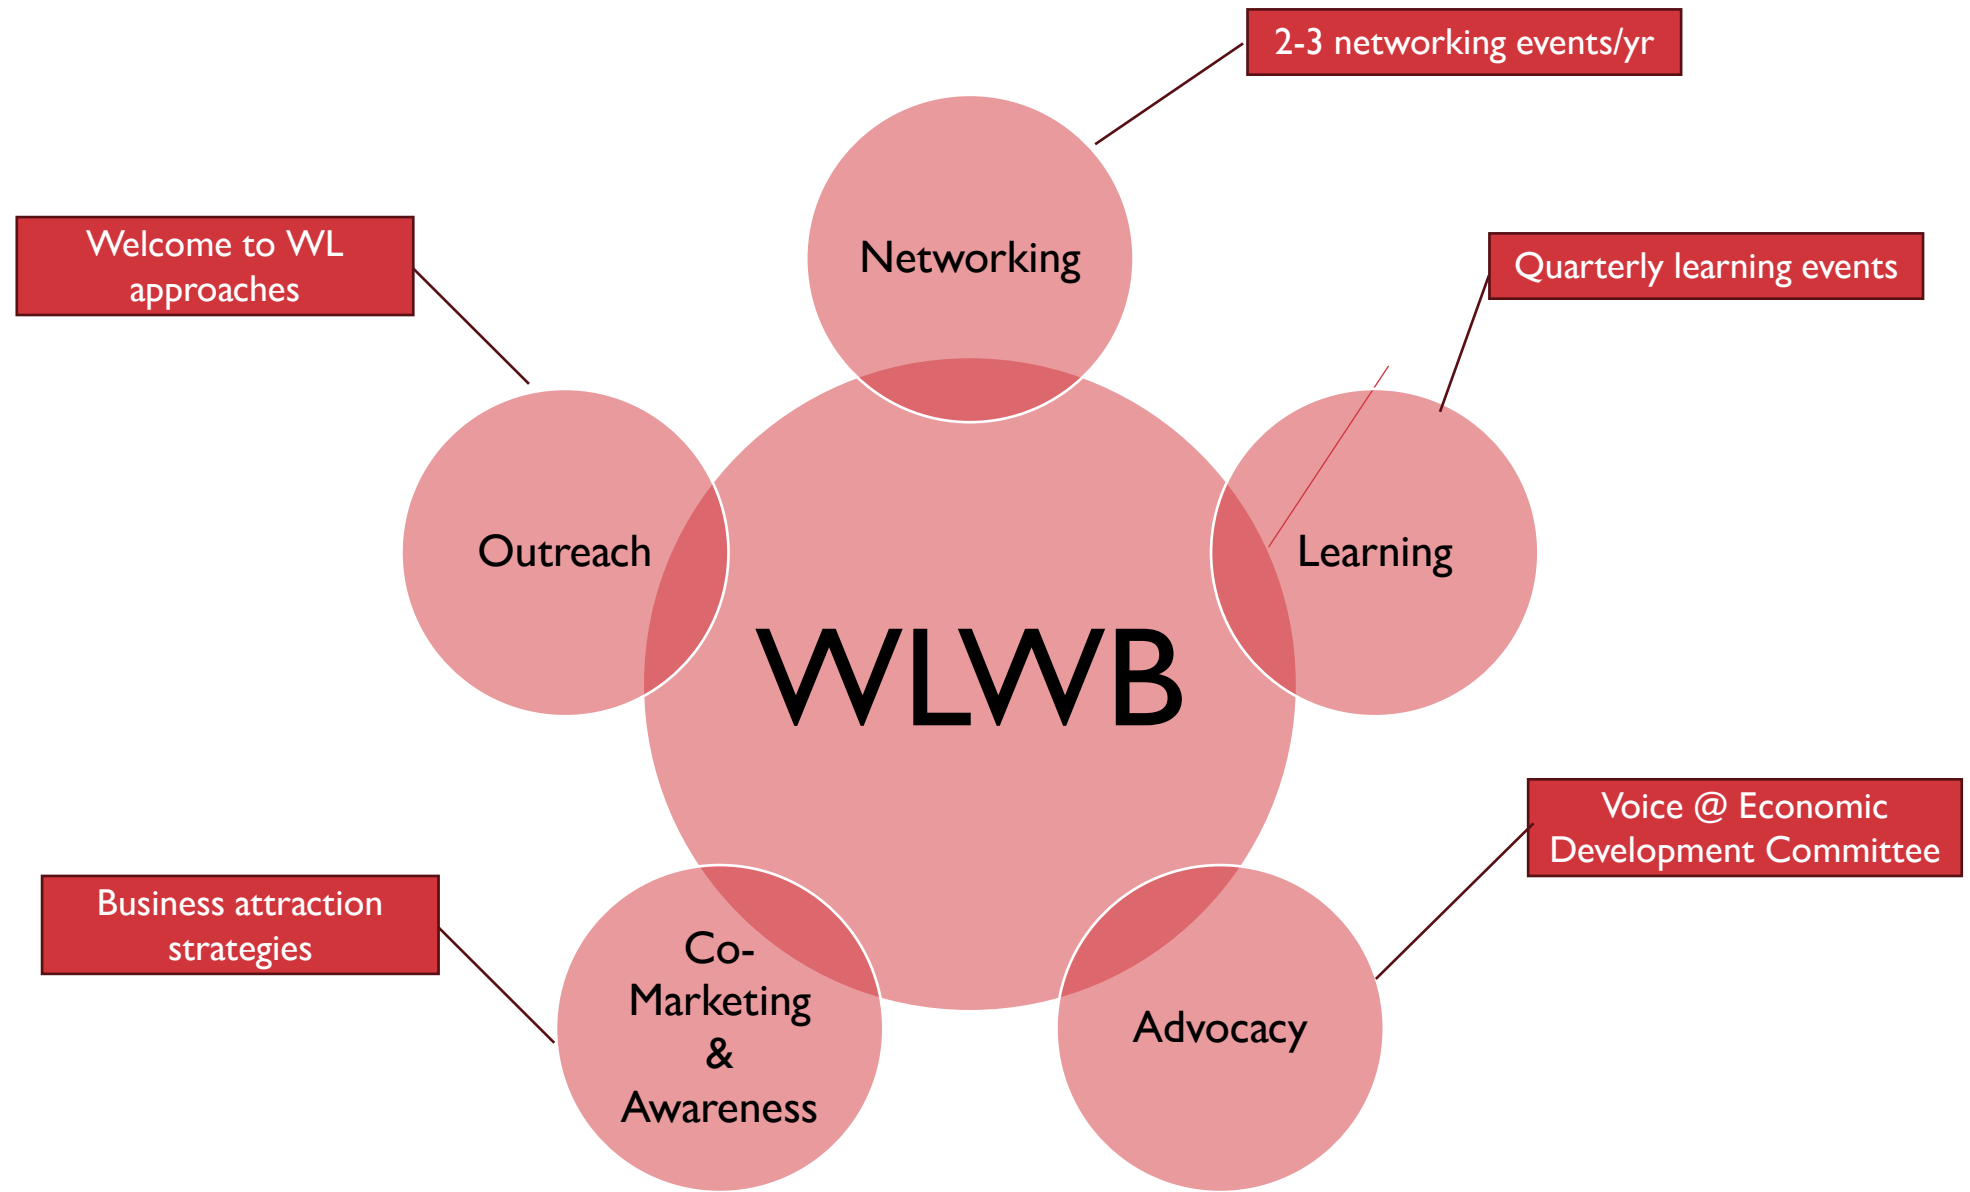 2-3 networking events/yr
Networking
Welcome to WL
approaches
Quarterly learning events
Outreach
Learning
WLWB
Voice @ Economic
Development Committee
Business attraction
strategies
Co-
Marketing
&
Awareness
Advocacy